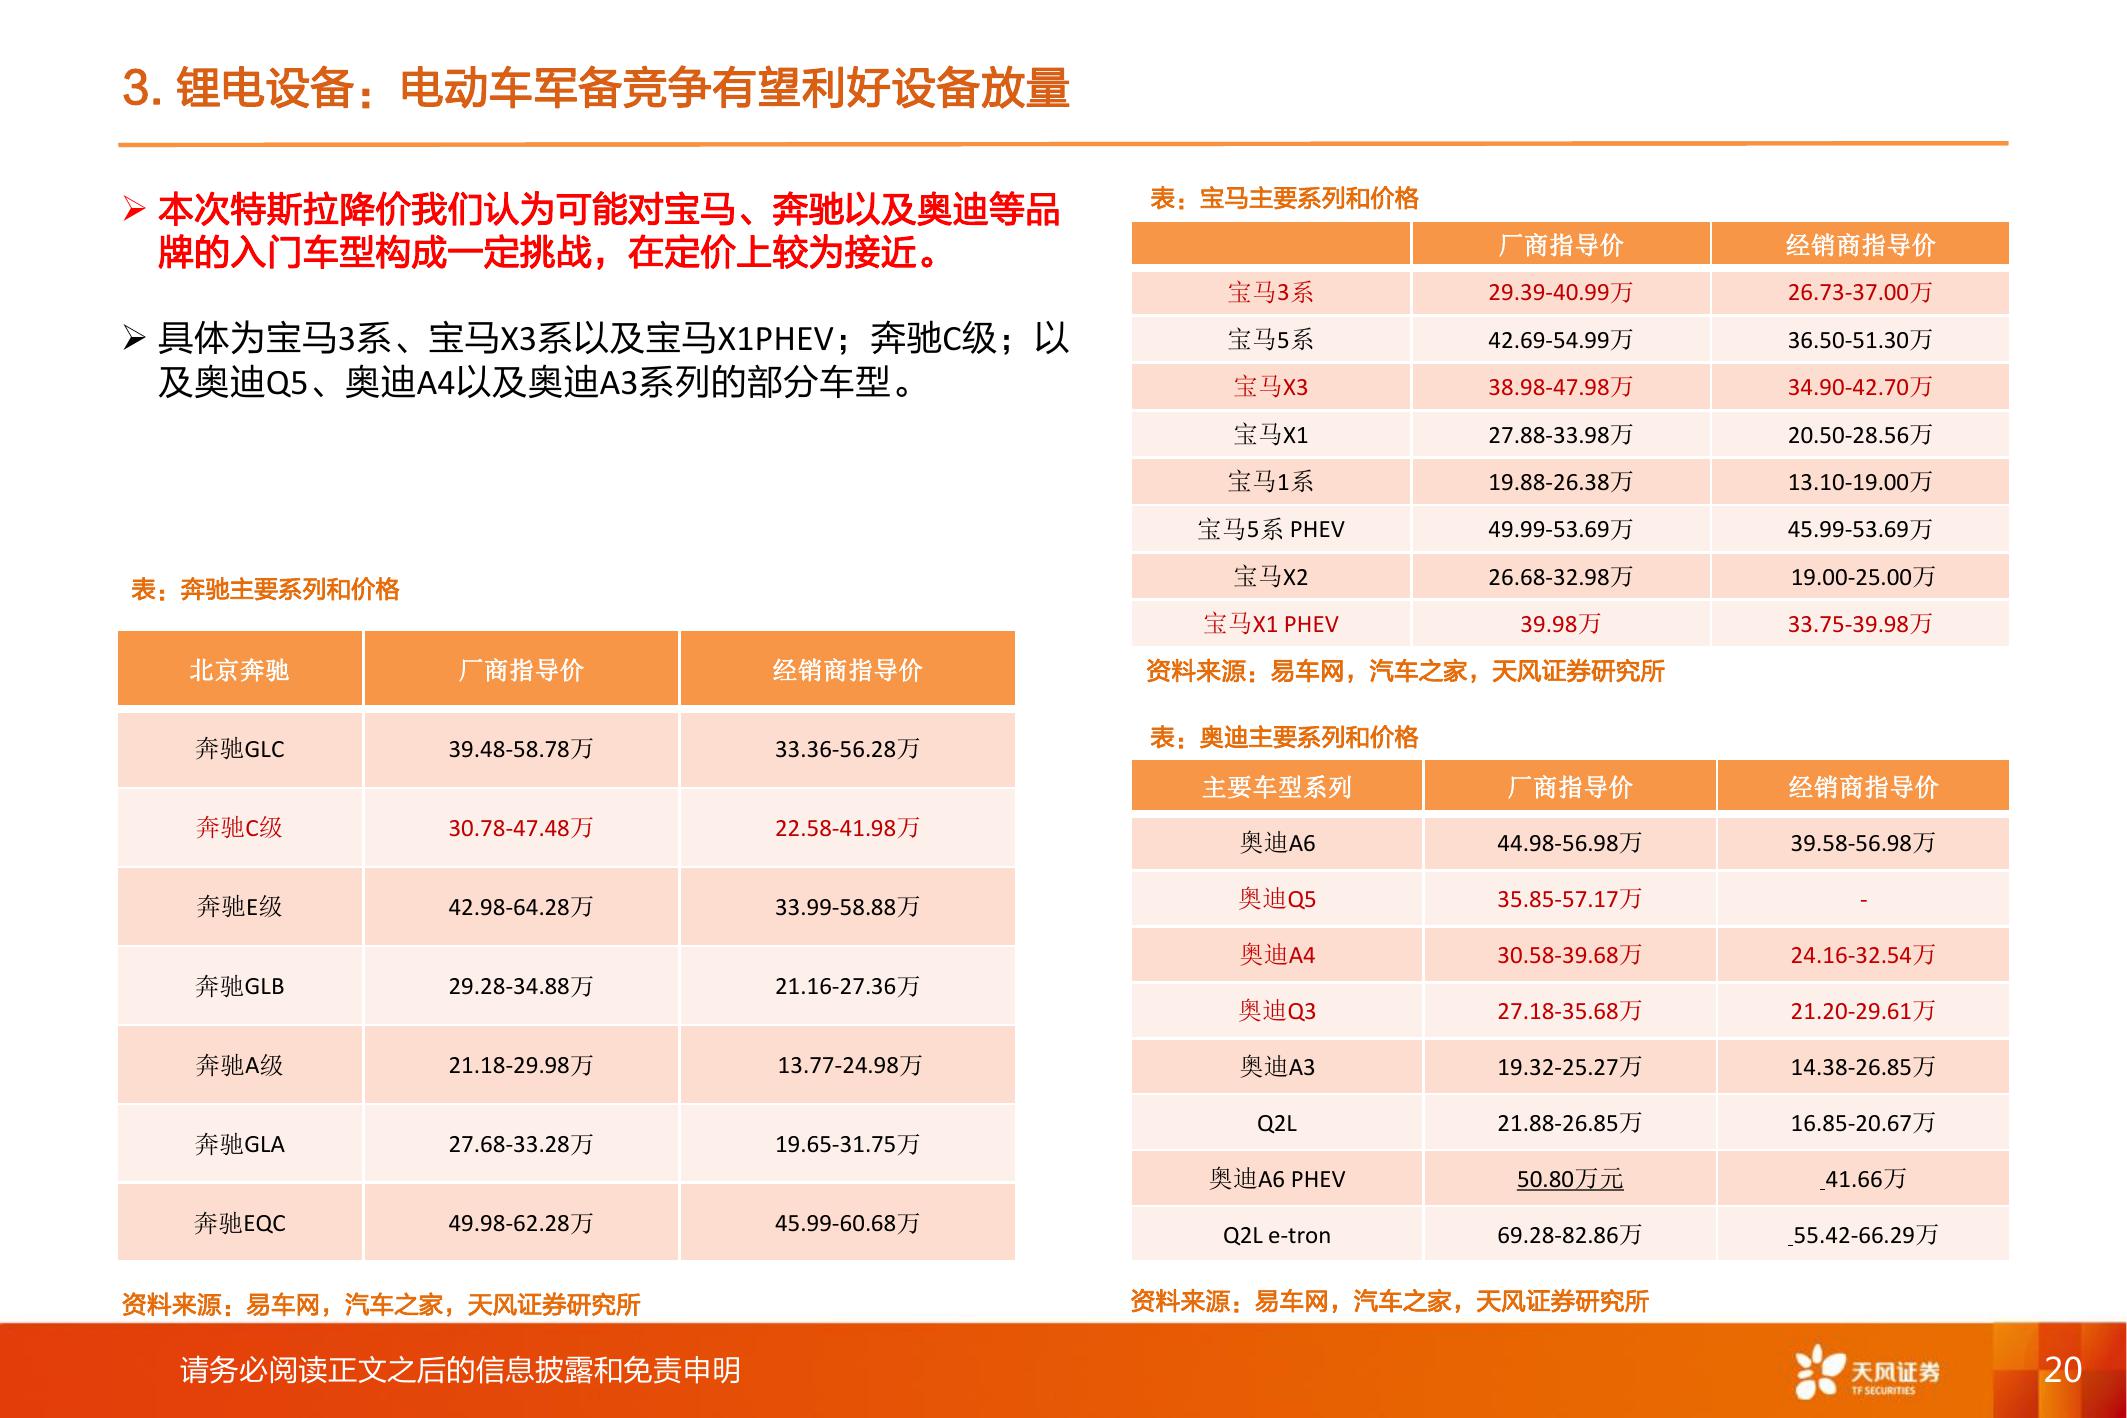 3. 锂电设备：电动车军备竞争有望利好设备放量
➢ 本次特斯拉降价我们认为可能对宝马、奔驰以及奥迪等品
牌的入门车型构成一定挑战，在定价上较为接近。
➢ 具体为宝马3系、宝马X3系以及宝马X1PHEV；奔驰C级；以
及奥迪Q5、奥迪A4以及奥迪A3系列的部分车型。
表：奔驰主要系列和价格
北京奔驰 厂商指导价 经销商指导价
奔驰GLC 39.48-58.78万 33.36-56.28万
奔驰C级 30.78-47.48万 22.58-41.98万
奔驰E级 42.98-64.28万 33.99-58.88万
奔驰GLB 29.28-34.88万 21.16-27.36万
奔驰A级 21.18-29.98万 13.77-24.98万
奔驰GLA 27.68-33.28万 19.65-31.75万
奔驰EQC 49.98-62.28万 45.99-60.68万
资料来源：易车网，汽车之家，天风证券研究所
表：宝马主要系列和价格
厂商指导价 经销商指导价
宝马3系 29.39-40.99万 26.73-37.00万
宝马5系 42.69-54.99万 36.50-51.30万
宝马X3 38.98-47.98万 34.90-42.70万
宝马X1 27.88-33.98万 20.50-28.56万
宝马1系 19.88-26.38万 13.10-19.00万
宝马5系 PHEV 49.99-53.69万 45.99-53.69万
宝马X2 26.68-32.98万 19.00-25.00万
宝马X1 PHEV 39.98万 33.75-39.98万
资料来源：易车网，汽车之家，天风证券研究所
表：奥迪主要系列和价格
主要车型系列 厂商指导价 经销商指导价
奥迪A6 44.98-56.98万 39.58-56.98万
奥迪Q5 35.85-57.17万 -
奥迪A4 30.58-39.68万 24.16-32.54万
奥迪Q3 27.18-35.68万 21.20-29.61万
奥迪A3 19.32-25.27万 14.38-26.85万
Q2L 21.88-26.85万 16.85-20.67万
奥迪A6 PHEV 50.80万元 41.66万
Q2L e-tron 69.28-82.86万 55.42-66.29万
资料来源：易车网，汽车之家，天风证券研究所
请务必阅读正文之后的信息披露和免责申明
天风证券
TF SECURITIES
20